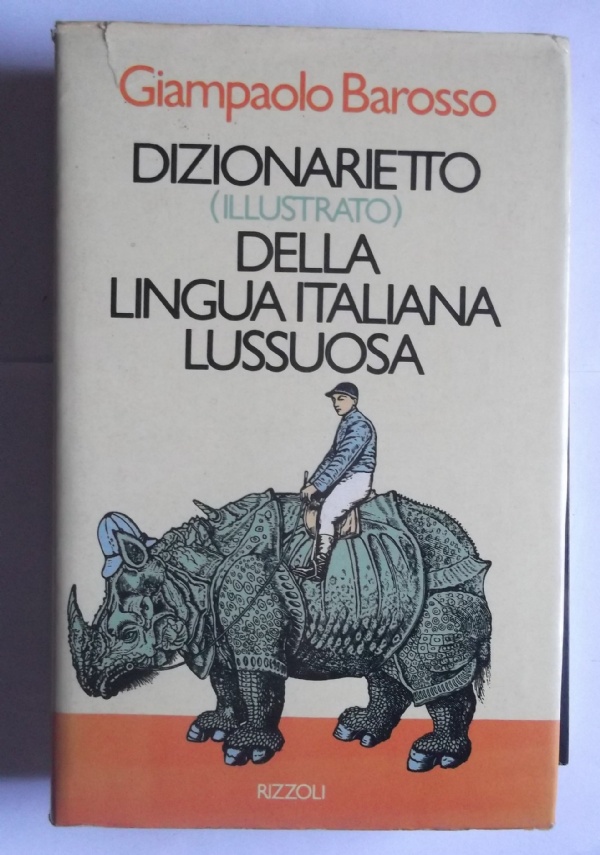 Giampaolo Barosso
DIZIONARIETTO
(ILLUSTRATO)
DELLA
LINGUA ITALIANA
LUSSUOSA
RIZZOLI